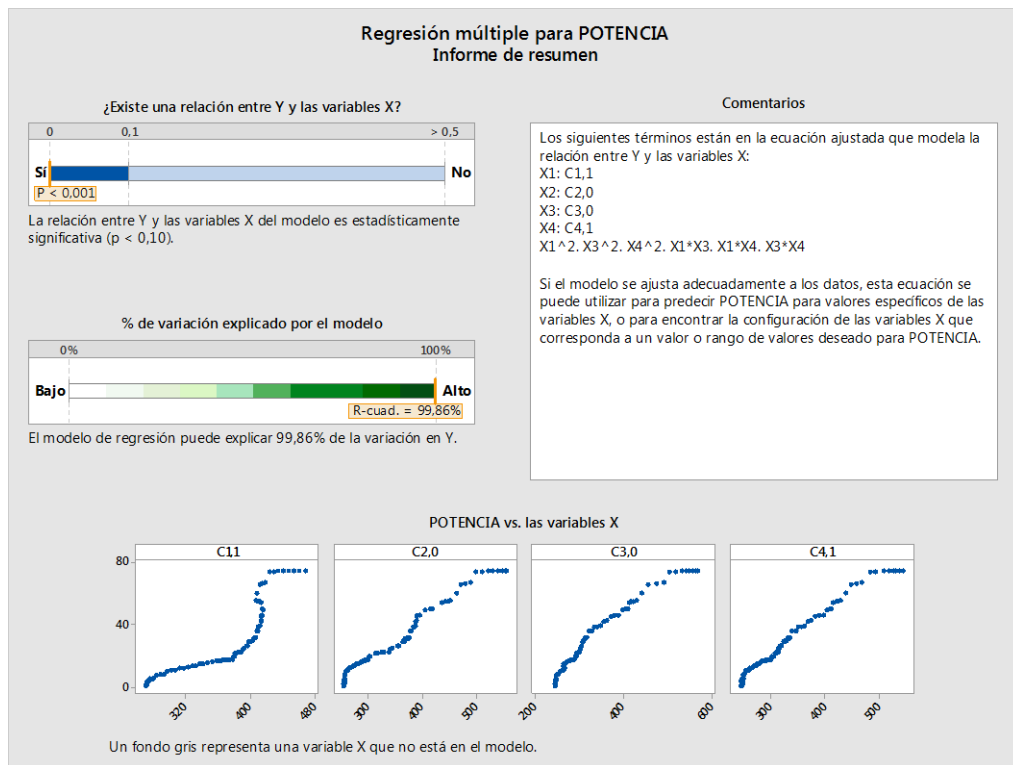 Regresión múltiple para POTENCIA
Informe de resumen
¿Existe una relación entre Y y las variables X?
0 0,1 > 0,5
Sí No
P < 0,001
La relación entre Y y las variables X del modelo es estadísticamente
significativa (p < 0,10).
% de variación explicado por el modelo
0% 100%
Bajo Alto
R-cuad. = 99,86%
El modelo de regresión puede explicar 99,86% de la variación en Y.
Comentarios
Los siguientes términos están en la ecuación ajustada que modela la
relación entre Y y las variables X:
X1: C1,1
X2: C2,0
X3: C3,0
X4: C4,1
X1^2. X3^2. X4^2. X1*X3. X1*X4. X3*X4
Si el modelo se ajusta adecuadamente a los datos, esta ecuación se
puede utilizar para predecir POTENCIA para valores específicos de las
variables X, o para encontrar la configuración de las variables X que
corresponda a un valor o rango de valores deseado para POTENCIA.
POTENCIA vs. las variables X
C1,1 C2,0 C3,0 C4,1
80
40
0
320 400 480 300 400 500 200 400 600 300 400 500
Un fondo gris representa una variable X que no está en el modelo.